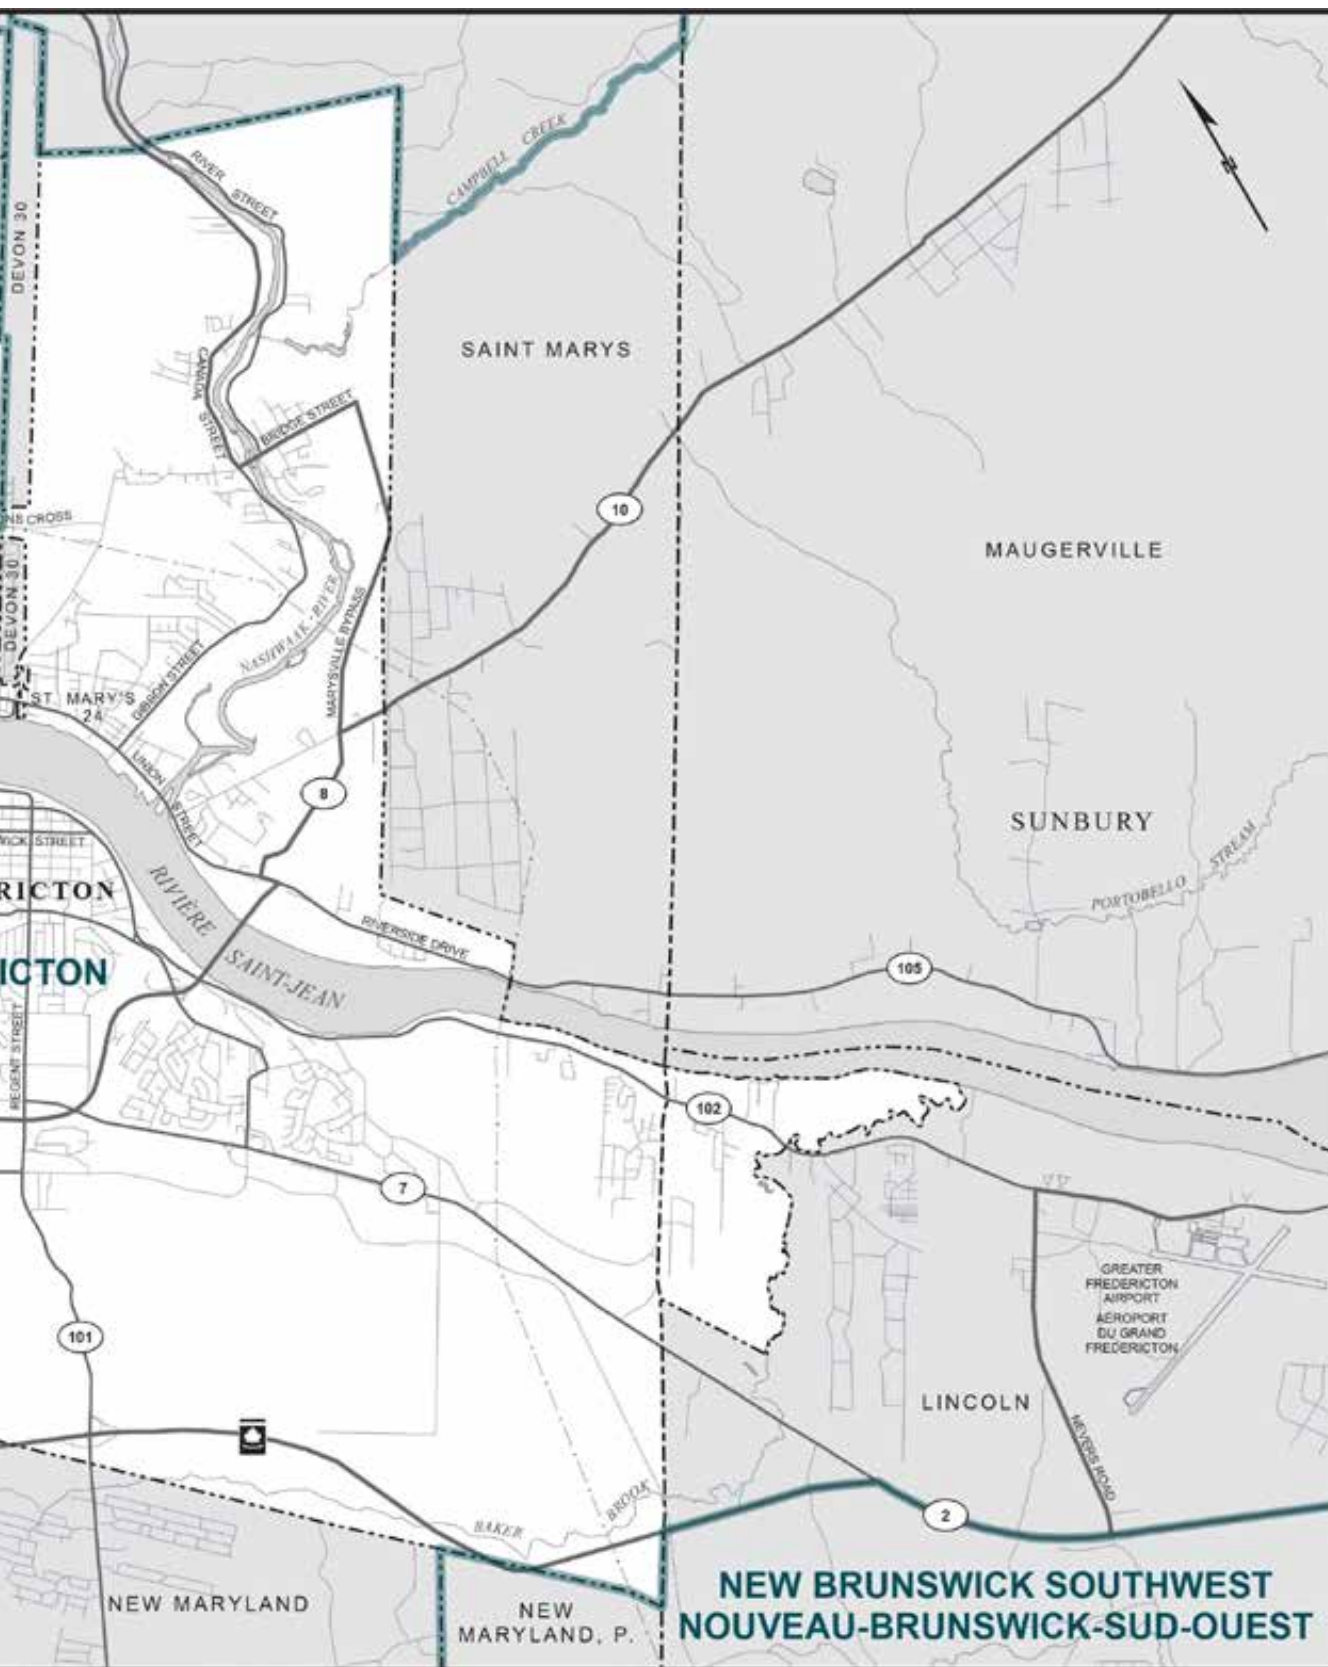 RIVER
STREET
CAMPBELL CREEK
N
DEVON 30
SAINT MARYS
CANADA
STREET
BRIDGE STREET
10
ONS CROSS
MAUGERVILLE
DEVON 30
NASHWAAK RIVER
MARYSVILLE BYPASS
GIBSON STREET
ST. MARY'S
24
UNION
STREET
8
SUNBURY
PORTOBELLO STREAM
WICK STREET
RICTON
RIVIÈRE
SAINT-JEAN
RIVERSIDE DRIVE
ICTON
105
REGENT STREET
102
7
GREATER
FREDERICTON
AIRPORT
AÉROPORT
DU GRAND
FREDERICTON
101
LINCOLN
NEVERS ROAD
BAKER BROOK
2
NEW MARYLAND
NEW
MARYLAND, P.
NEW BRUNSWICK SOUTHWEST
NOUVEAU-BRUNSWICK-SUD-OUEST